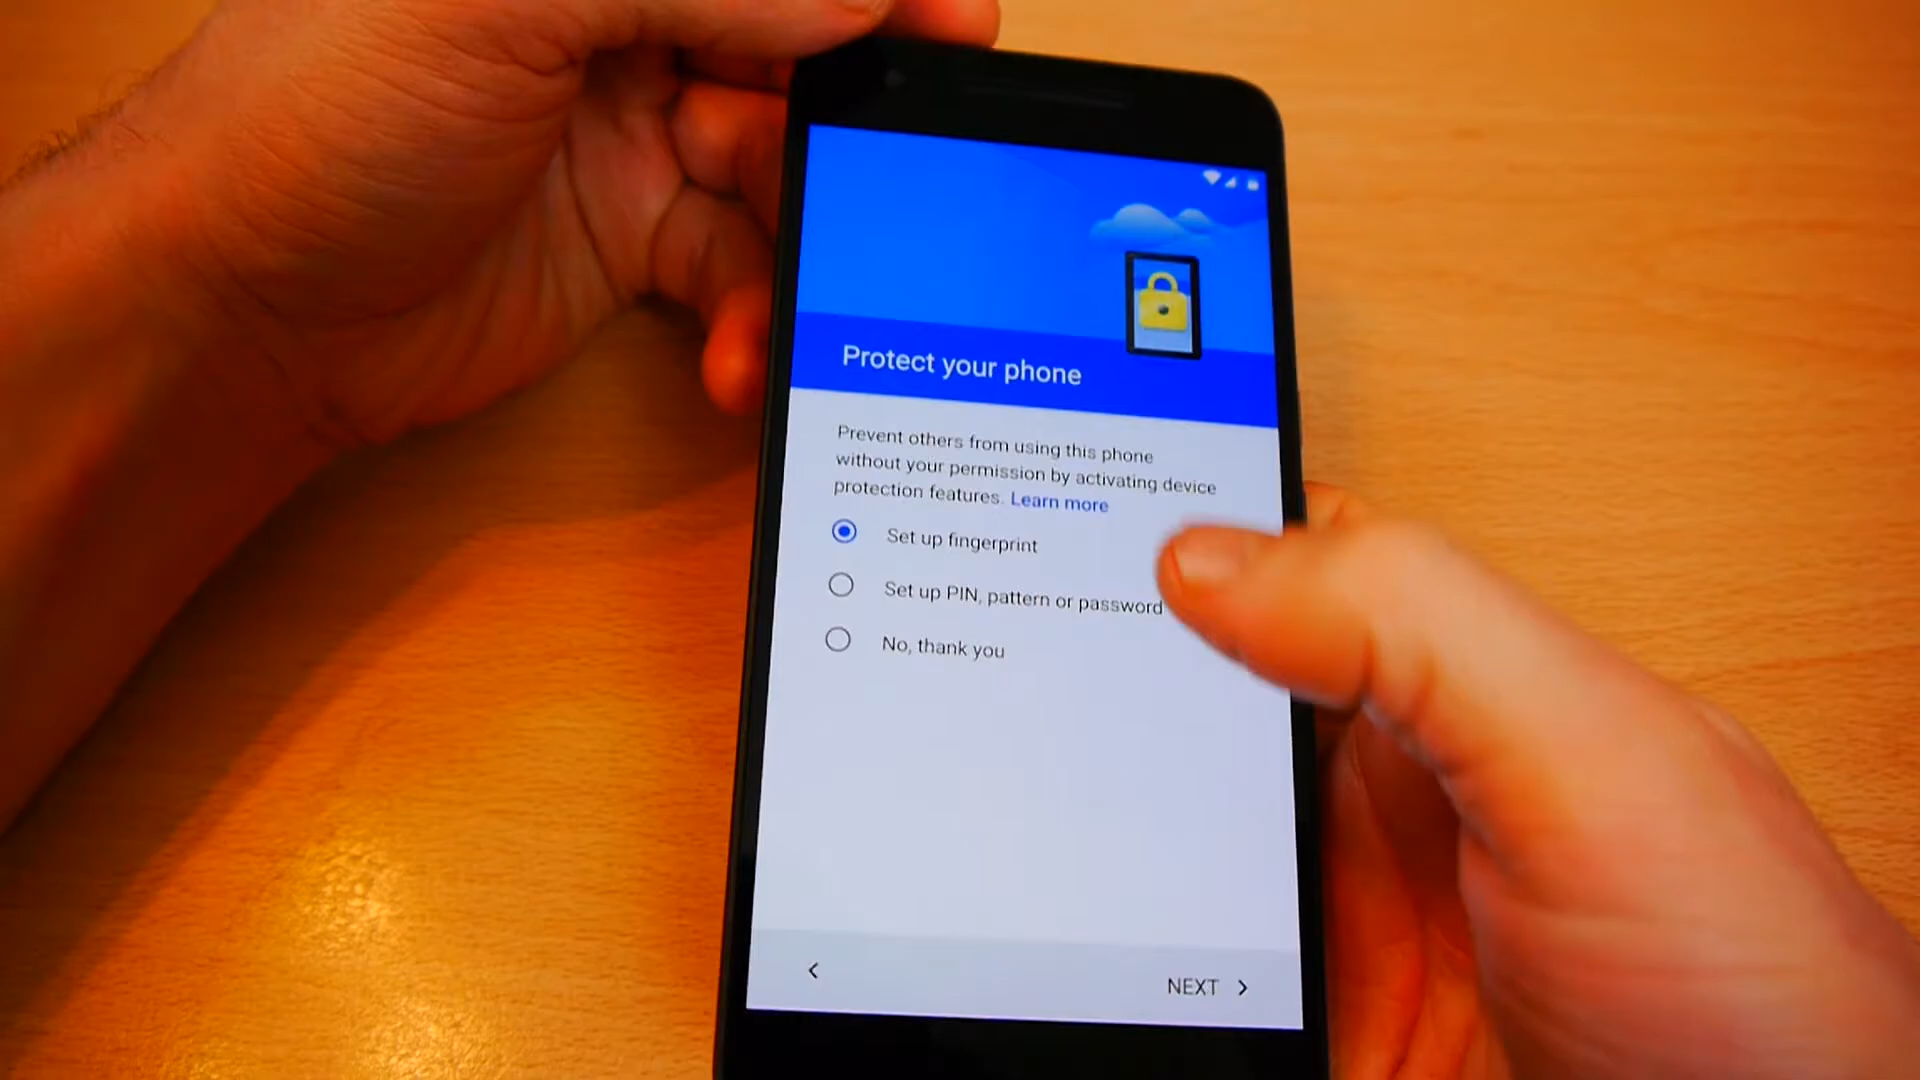 Protect your phone
Prevent others from using this phone
without your permission by activating device
protection features. Learn more
Set up fingerprint
Set up PIN, pattern or password
No, thank you
NEXT